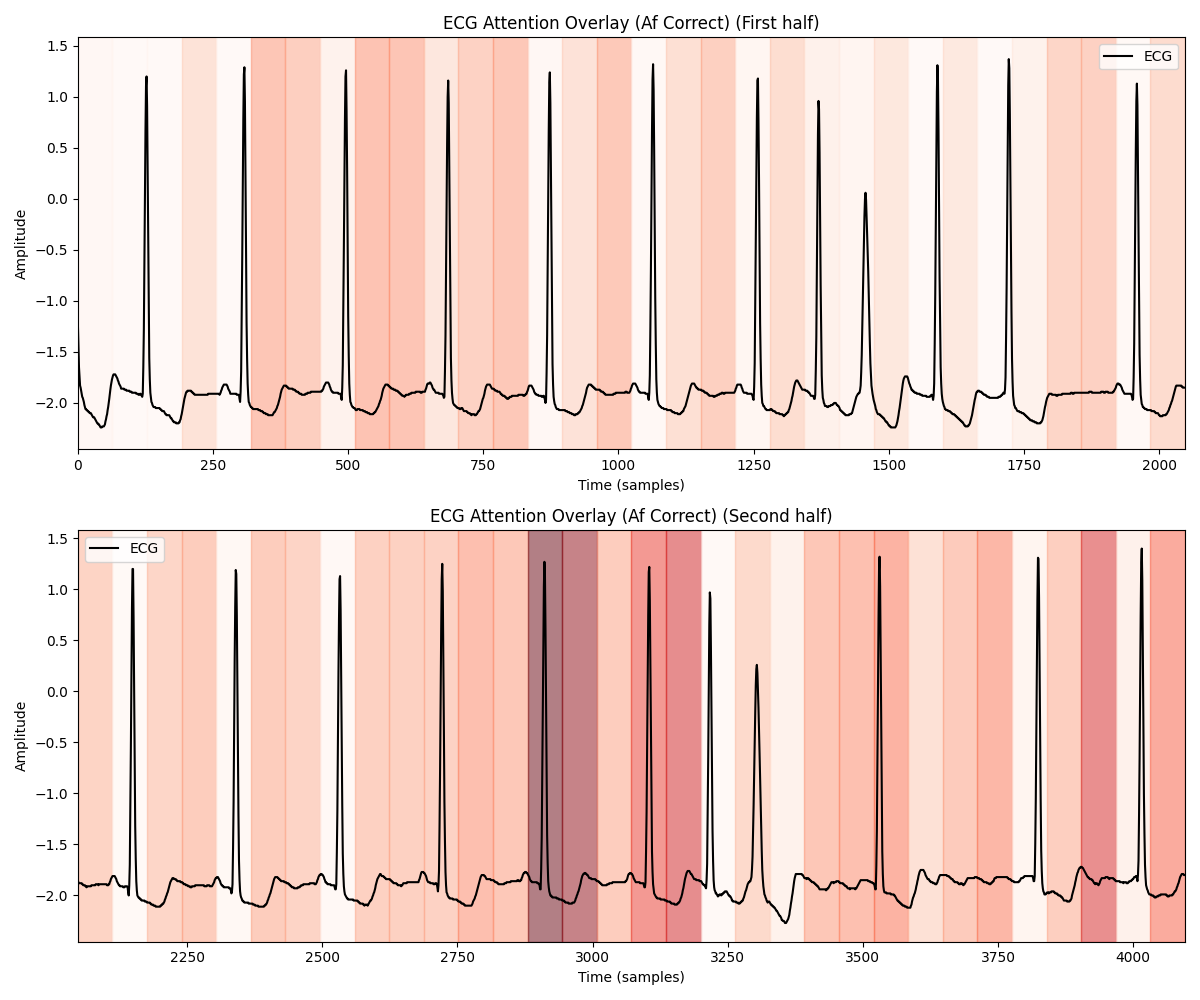 ECG Attention Overlay (Af Correct) (First half)
1.5
1.0
0.5
0.0
−0.5
−1.0
−1.5
−2.0
Amplitude
ECG
0 250 500 750 1000 1250 1500 1750 2000
Time (samples)
ECG Attention Overlay (Af Correct) (Second half)
1.5
1.0
0.5
0.0
−0.5
−1.0
−1.5
−2.0
Amplitude
ECG
2250 2500 2750 3000 3250 3500 3750 4000
Time (samples)